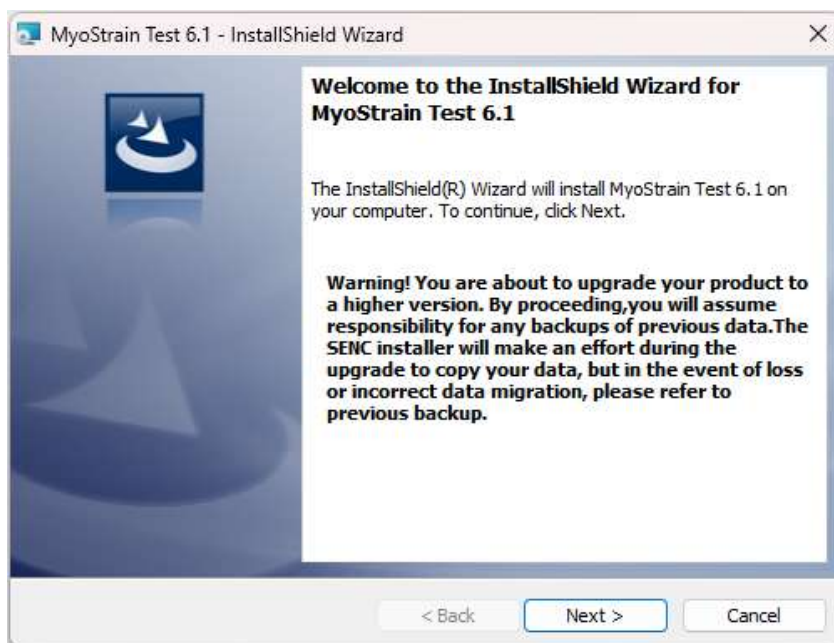 MyoStrain Test 6.1 - InstallShield Wizard
Welcome to the InstallShield Wizard for
MyoStrain Test 6.1
The InstallShield(R) Wizard will install MyoStrain Test 6.1 on
your computer. To continue, click Next.
Warning! You are about to upgrade your product to
a higher version. By proceeding,you will assume
responsibility for any backups of previous data.The
SENC installer will make an effort during the
upgrade to copy your data, but in the event of loss
or incorrect data migration, please refer to
previous backup.
< Back Next > Cancel